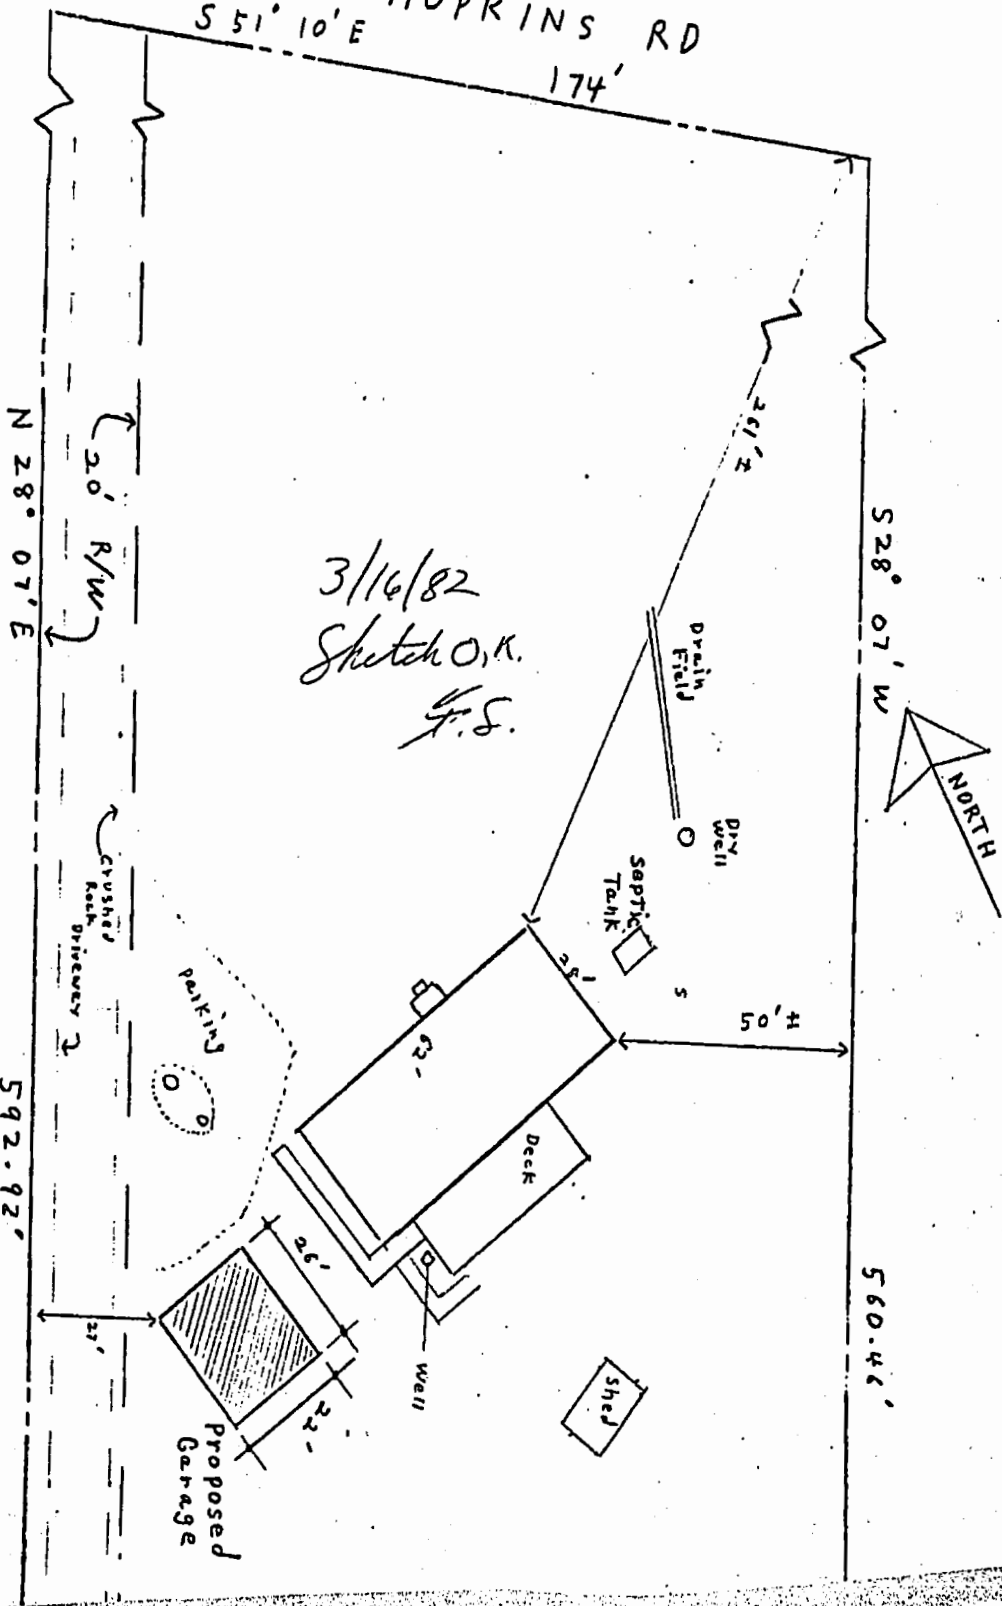 HOPKINS RD
S 51° 10' E
174'
261' ±
S 28° 07' W
560.46'
NORTH
N 28° 07' E
592.92'
20' R/W
3/16/82
Sketch O.K.
F.S.
Drain
Field
Dry
Well
Septic
Tank
S
28'
62'
50' ±
Crushed
Rock
Driveway
Parking
Deck
26'
22'
27'
Well
Shed
Proposed
Garage